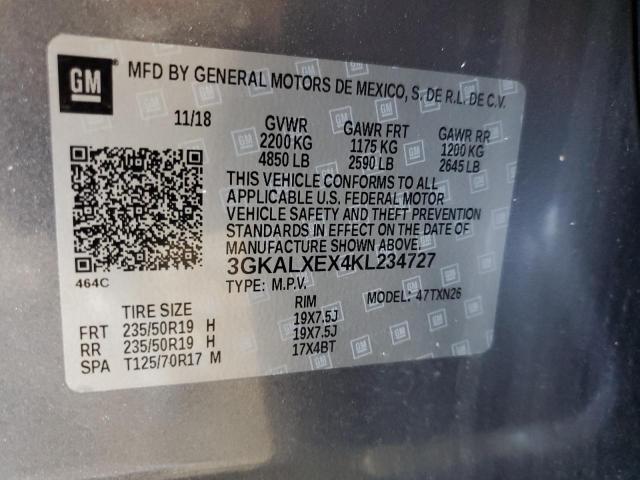 GM
MFD BY GENERAL MOTORS DE MEXICO, S. DE R.L. DE C.V.
11/18 GVWR GAWR FRT GAWR RR
2200 KG 1175 KG 1200 KG
4850 LB 2590 LB 2645 LB
THIS VEHICLE CONFORMS TO ALL
APPLICABLE U.S. FEDERAL MOTOR
VEHICLE SAFETY AND THEFT PREVENTION
STANDARDS IN EFFECT ON THE DATE OF
MANUFACTURE SHOWN ABOVE.
3GKALXEX4KL234727
464C
TYPE: M.P.V. MODEL: 47TXN26
TIRE SIZE RIM
FRT 235/50R19 H 19X7.5J
RR 235/50R19 H 19X7.5J
SPA T125/70R17 M 17X4BT